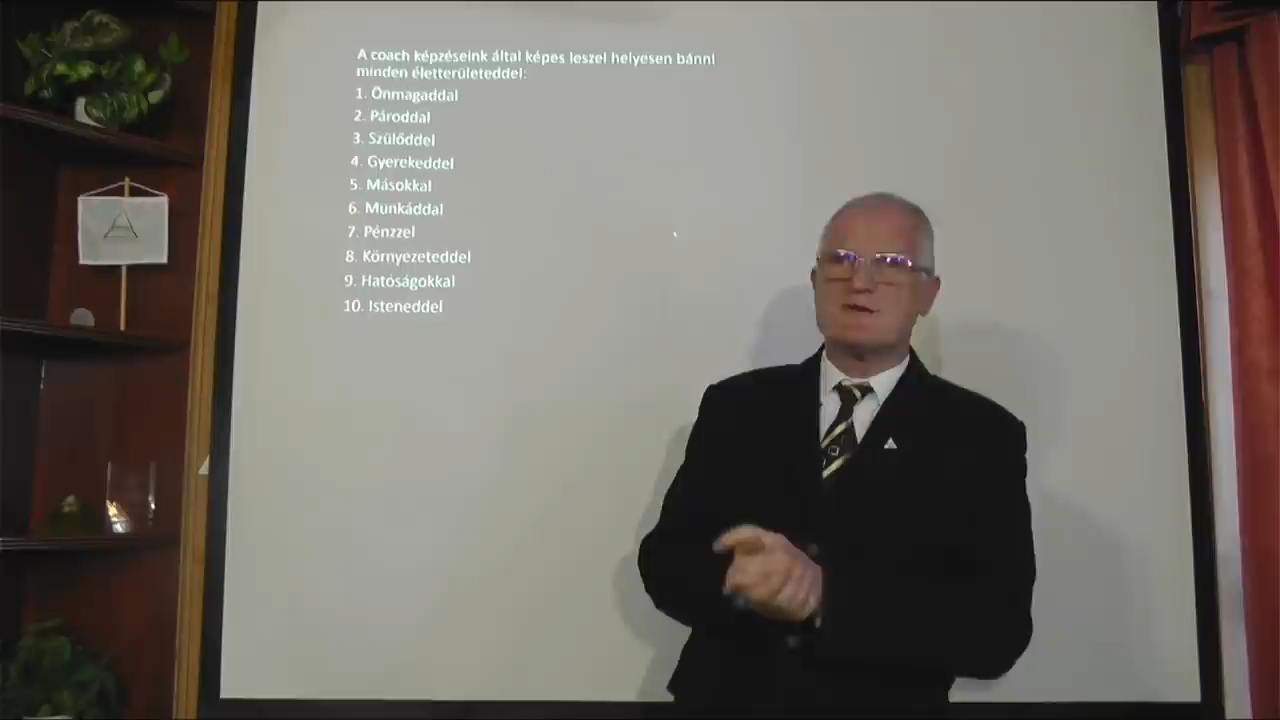 A coach képzéseink által képes leszel helyesen bánni
minden életterületeddel:
1. Önmagaddal
2. Pároddal
3. Szülőddel
4. Gyerekeddel
5. Másokkal
6. Munkáddal
7. Pénzzel
8. Környezeteddel
9. Hatóságokkal
10. Isteneddel